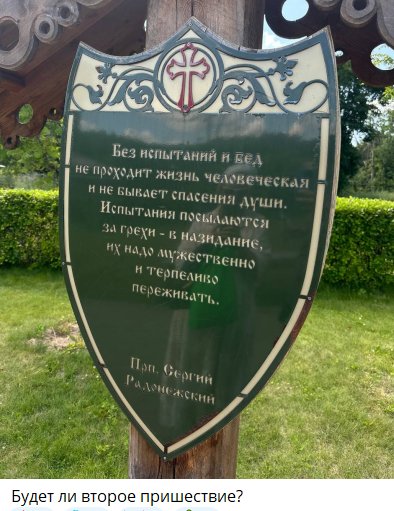 Без испытаний и бед
не проходит жизнь человеческая
и не бывает спасения души.
Испытания посылаются
за грехи - в назидание,
их надо мужественно
и терпеливо
переживать.
Прп. Сергий
Радонежский
Будет ли второе пришествие?